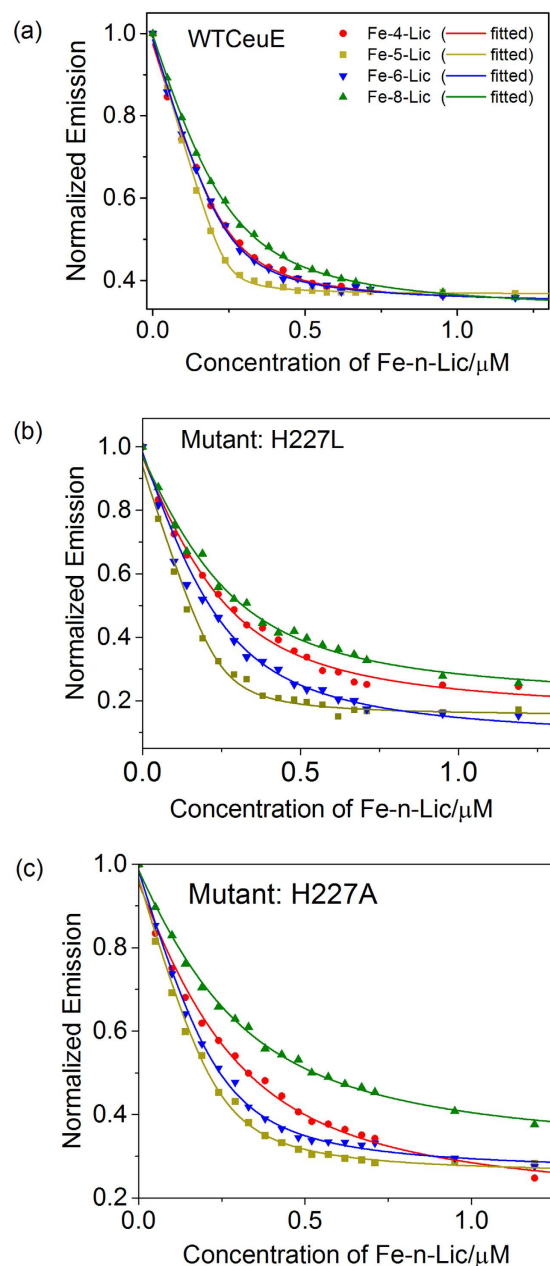 (a)
WTCeuE
Fe-4-Lic ( fitted)
Fe-5-Lic ( fitted)
Fe-6-Lic ( fitted)
Fe-8-Lic ( fitted)
Normalized Emission
1.0
0.8
0.6
0.4
0.0 0.5 1.0
Concentration of Fe-n-Lic/μM
(b)
Mutant: H227L
Normalized Emission
1.0
0.8
0.6
0.4
0.2
0.0 0.5 1.0
Concentration of Fe-n-Lic/μM
(c)
Mutant: H227A
Normalized Emission
1.0
0.8
0.6
0.4
0.2
0.0 0.5 1.0
Concentration of Fe-n-Lic/μM